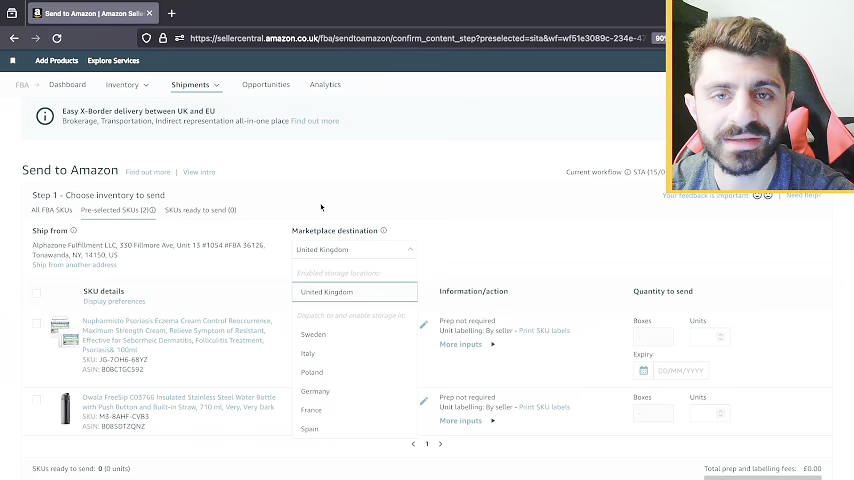 Send to Amazon | Amazon Selle
https://sellercentral.amazon.co.uk/fba/sendtoamazon/confirm_content_step?preselected=sita&wf=wf51e3089c-234e-47
90%
Add Products
Explore Services
FBA
Dashboard
Inventory
Shipments
Opportunities
Analytics
Easy X-Border delivery between UK and EU
Brokerage, Transportation, Indirect representation all-in-one place Find out more
Send to Amazon
Find out more | View intro
Current workflow STA (15/0
Step 1 - Choose inventory to send
Your feedback is important
Need help?
All FBA SKUs
Pre-selected SKUs (2)
SKUs ready to send (0)
Ship from
Marketplace destination
Alphazone Fulfillment LLC, 330 Fillmore Ave, Unit 13 #1054 #FBA 36126,
Tonawanda, NY, 14150, US
Ship from another address
United Kingdom
Enabled storage locations:
United Kingdom
Dispatch to and enable storage in:
Sweden
Italy
Poland
Germany
France
Spain
SKU details
Display preferences
Information/action
Quantity to send
Nupharmisto Psoriasis Eczema Cream Control Reoccurrence,
Maximum Strength Cream, Relieve Symptom of Resistant,
Effective for Seborrheic Dermatitis, Folliculitis Treatment,
Psoriasis& 100ml
SKU: JG-7OH6-68YZ
ASIN: B0BCTGC592
Prep not required
Unit labelling: By seller - Print SKU labels
More inputs
Boxes
Units
Expiry
DD/MM/YYYY
Owala FreeSip C03766 Insulated Stainless Steel Water Bottle
with Push Button and Built-in Straw, 710 ml, Very, Very Dark
SKU: M3-8AHF-CVB3
ASIN: B085DTZQNZ
Prep not required
Unit labelling: By seller - Print SKU labels
More inputs
Boxes
Units
1
SKUs ready to send: 0 (0 units)
Total prep and labelling fees: £0.00